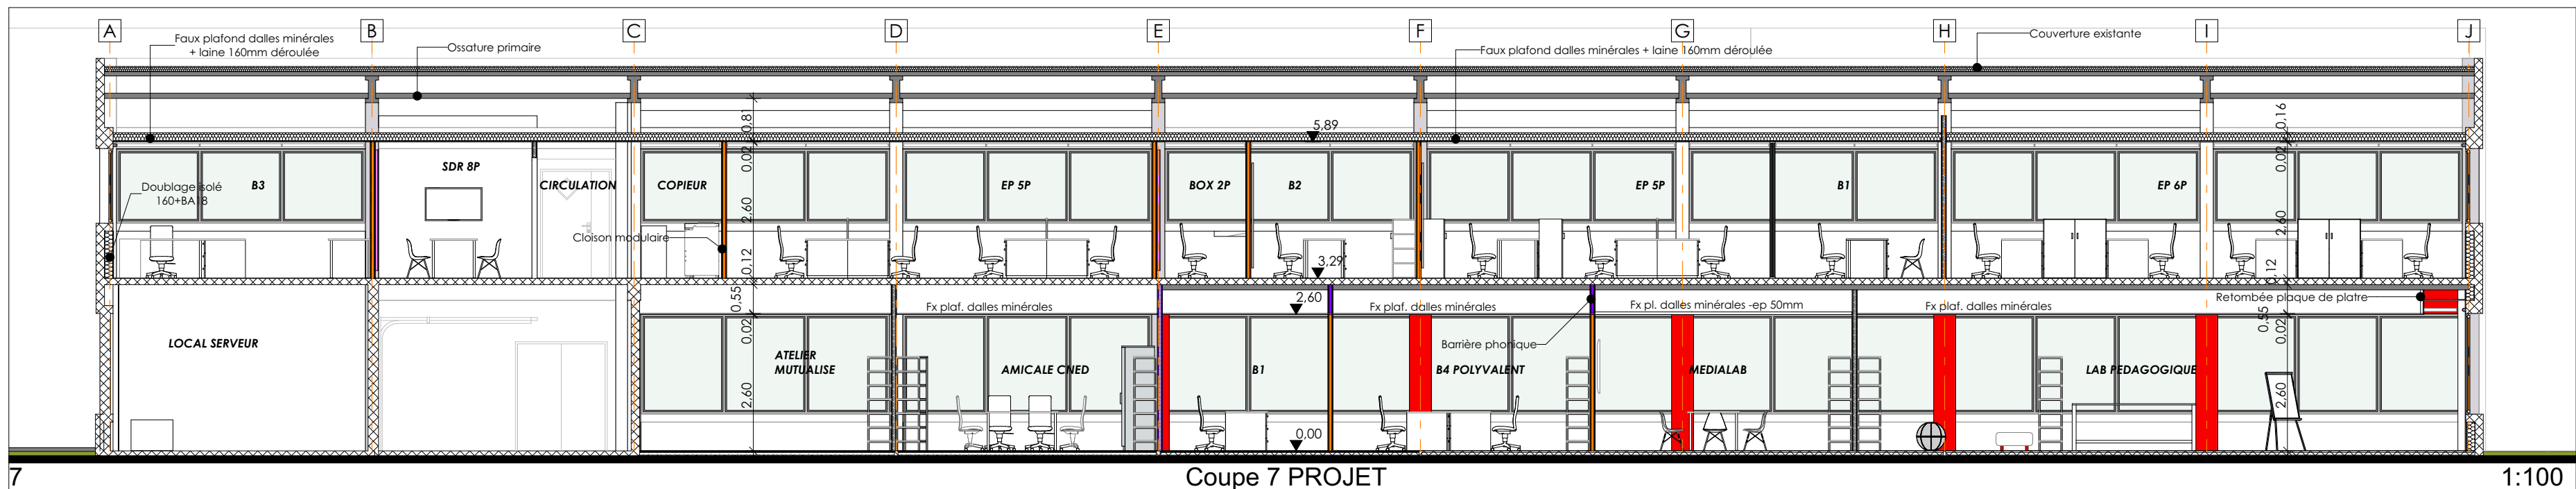 A B C D E F G H I J
Faux plafond dalles minérales
+ laine 160mm déroulée
Ossature primaire
Faux plafond dalles minérales + laine 160mm déroulée
Couverture existante
0,81
5,89
0,16
0,02
0,02
SDR 8P
Doublage isolé
160+BA18
B3
CIRCULATION
COPIEUR
EP 5P
BOX 2P
B2
EP 5P
B1
EP 6P
2,60
2,60
Cloison modulaire
0,12
3,29
0,12
0,55
2,60
Fx plaf. dalles minérales
Fx plaf. dalles minérales
Fx pl. dalles minérales -ep 50mm
Fx plaf. dalles minérales
Retombée plaque de platre
0,55
0,02
0,02
LOCAL SERVEUR
Barrière phonique
ATELIER
MUTUALISE
AMICALE CNED
B1
B4 POLYVALENT
MEDIALAB
LAB PEDAGOGIQUE
2,60
2,60
0,00
7
Coupe 7 PROJET
1:100